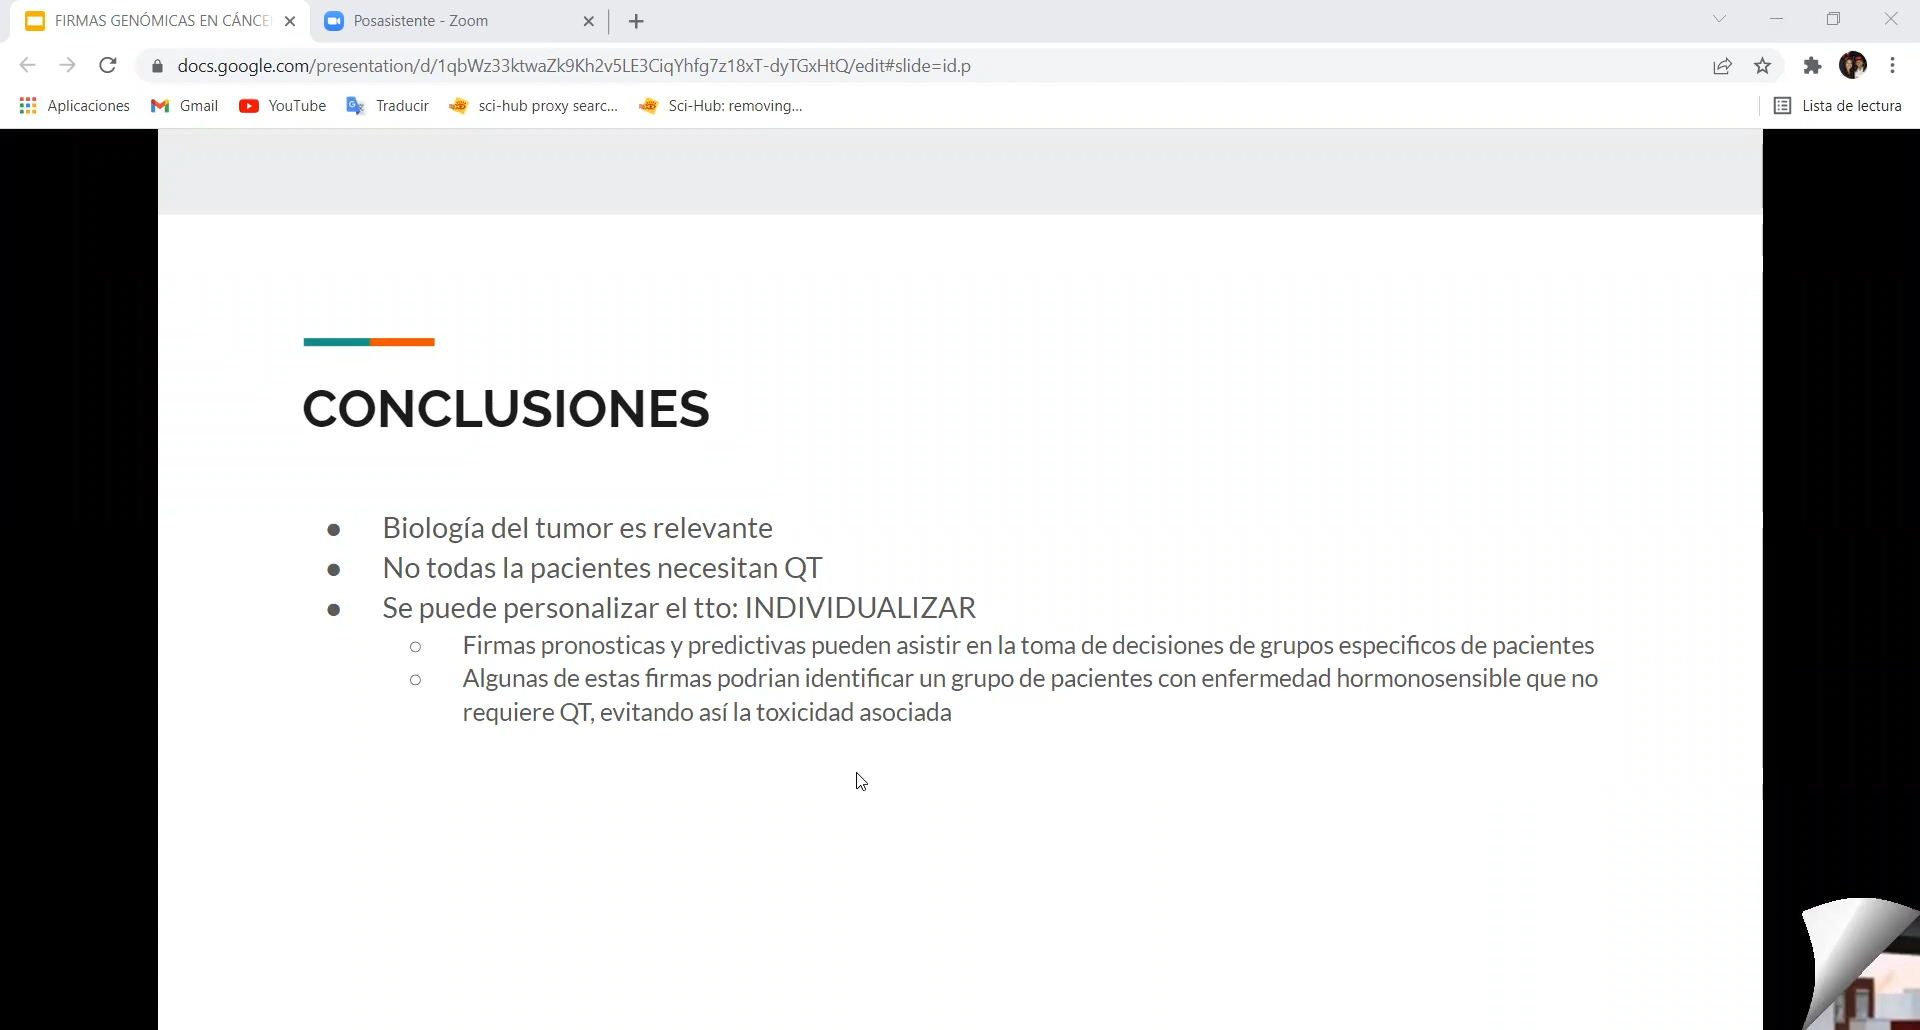 FIRMAS GENÓMICAS EN CÁNCE
Posasistente - Zoom
docs.google.com/presentation/d/1qbWz33ktwaZk9Kh2v5LE3CiqYhfg7z18xT-dyTGxHtQ/edit#slide=id.p
Aplicaciones
Gmail
YouTube
Traducir
sci-hub proxy searc...
Sci-Hub: removing...
Lista de lectura
CONCLUSIONES
● Biología del tumor es relevante
● No todas la pacientes necesitan QT
● Se puede personalizar el tto: INDIVIDUALIZAR
○ Firmas pronosticas y predictivas pueden asistir en la toma de decisiones de grupos especificos de pacientes
○ Algunas de estas firmas podrian identificar un grupo de pacientes con enfermedad hormonosensible que no
requiere QT, evitando así la toxicidad asociada